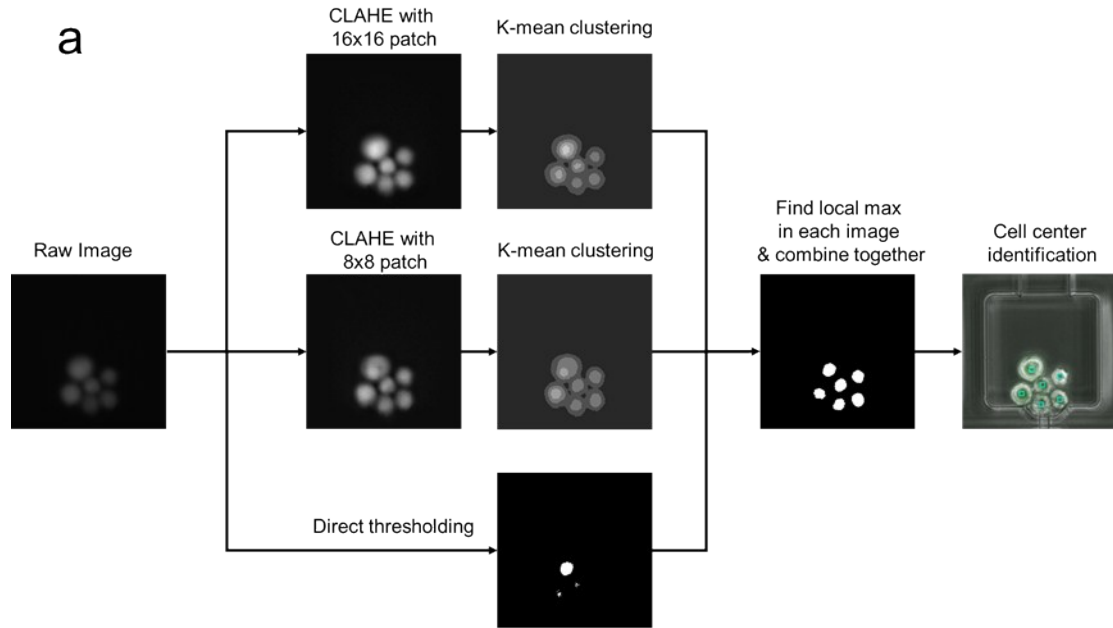 a
CLAHE with
16x16 patch
K-mean clustering
Raw Image
CLAHE with
8x8 patch
K-mean clustering
Find local max
in each image
& combine together
Cell center
identification
Direct thresholding